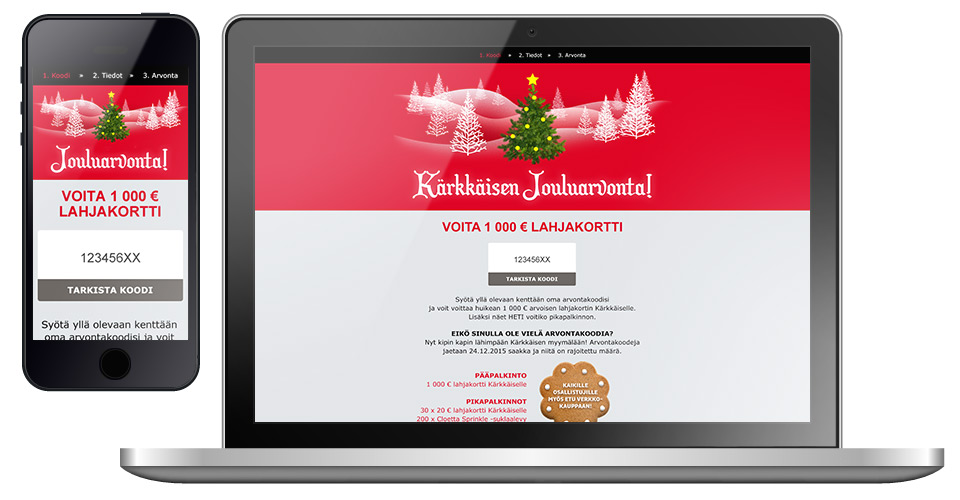 1. Koodi » 2. Tiedot » 3. Arvonta
Jouluarvonta!
VOITA 1 000 €
LAHJAKORTTI
123456XX
TARKISTA KOODI
Syötä yllä olevaan kenttään
oma arvontakoodisi ja voit
1. Koodi » 2. Tiedot » 3. Arvonta
Kärkkäisen Jouluarvonta!
VOITA 1 000 € LAHJAKORTTI
123456XX
TARKISTA KOODI
Syötä yllä olevaan kenttään oma arvontakoodisi
ja voit voittaa huikean 1 000 € arvoisen lahjakortin Kärkkäiselle.
Lisäksi näet HETI voitiko pikapalkinnon.
EIKÖ SINULLA OLE VIELÄ ARVONTAKOODIA?
Nyt kipin kapin lähimpään Kärkkäisen myymälään! Arvontakoodeja
jaetaan 24.12.2015 saakka ja niitä on rajoitettu määrä.
PÄÄPALKINTO
1 000 € lahjakortti Kärkkäiselle
PIKAPALKINNOT
30 x 20 € lahjakortti Kärkkäiselle
200 x Cloetta Sprinkle -suklaalevy
KAIKILLE
OSALLISTUJILLE
MYÖS ETU VERKKO-
KAUPPAAN!